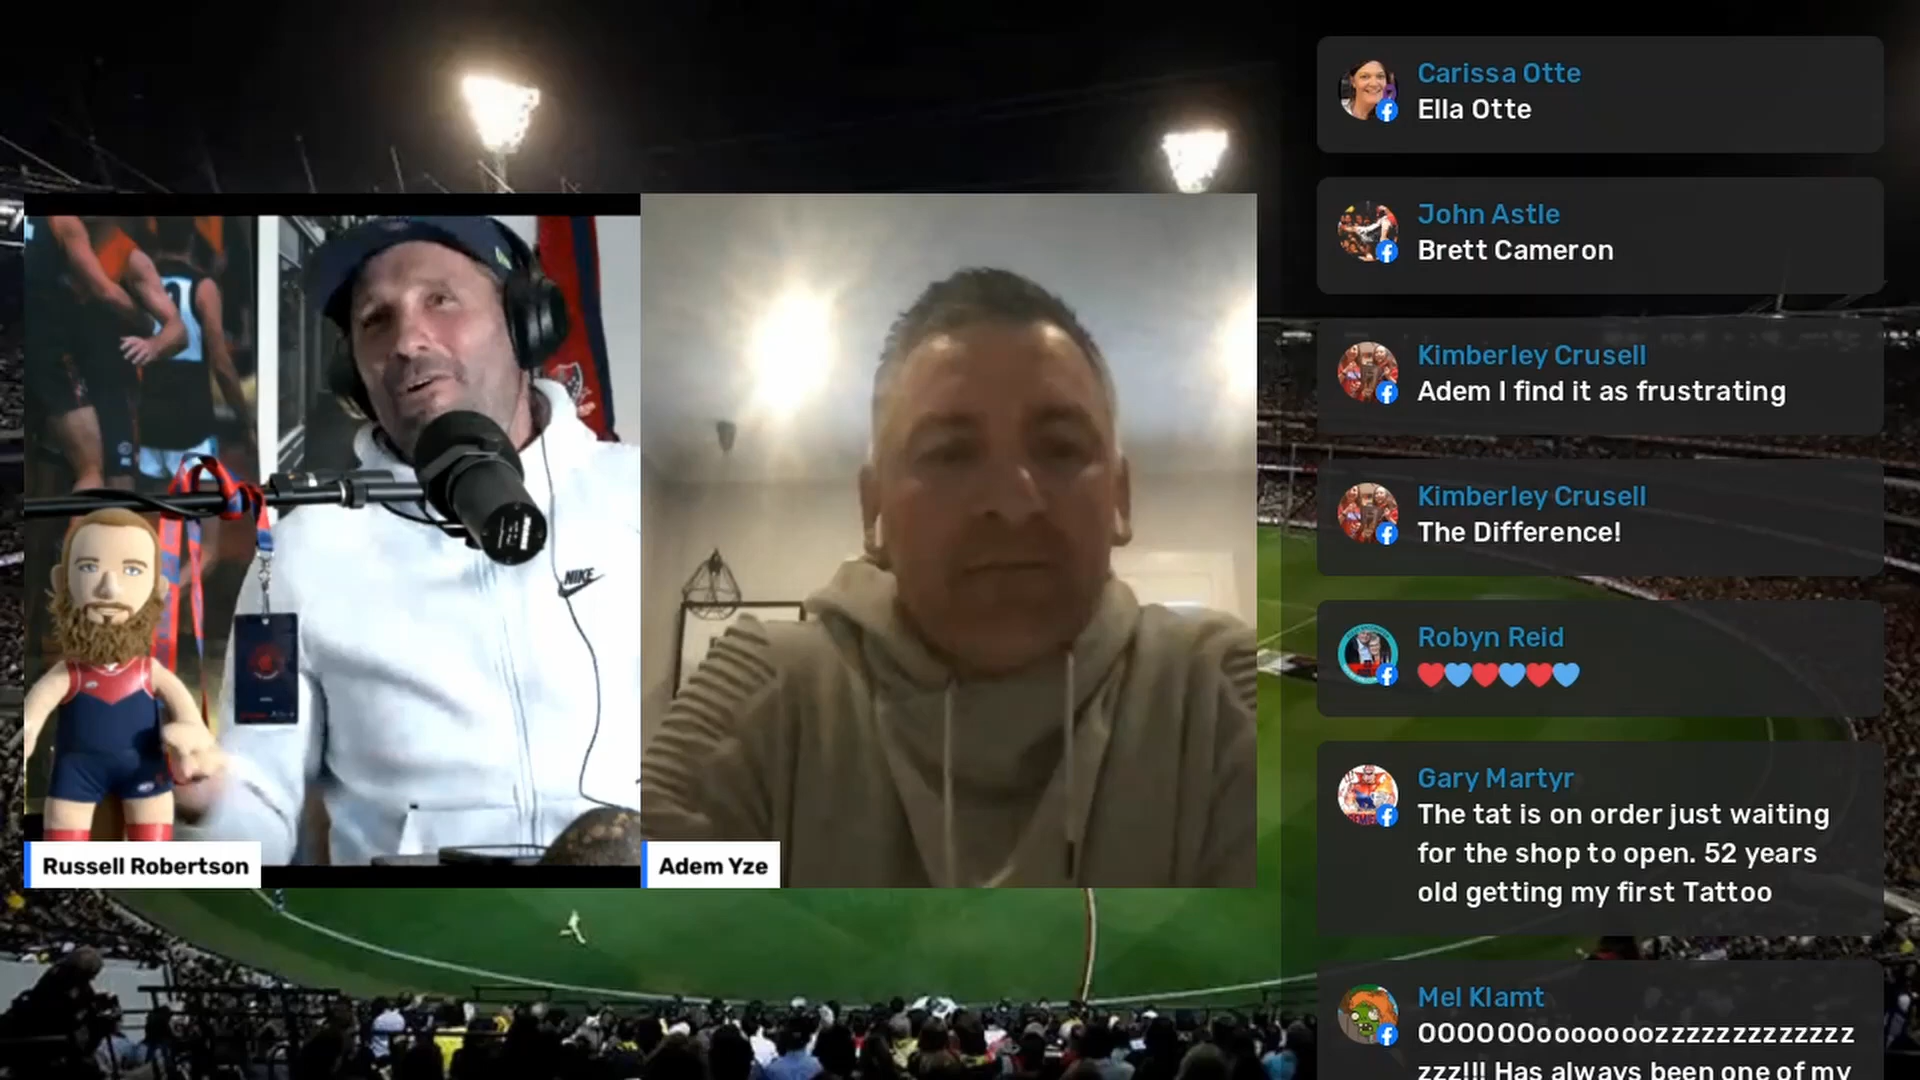 Carissa Otte
Ella Otte
John Astle
Brett Cameron
Kimberley Crusell
Adem I find it as frustrating
Kimberley Crusell
The Difference!
Robyn Reid
Gary Martyr
The tat is on order just waiting
for the shop to open. 52 years
old getting my first Tattoo
Mel Klamt
OOOOOOooooooozzzzzzzzzzzzz
zzz!!! Has always been one of my
NIKE
Russell Robertson
Adem Yze